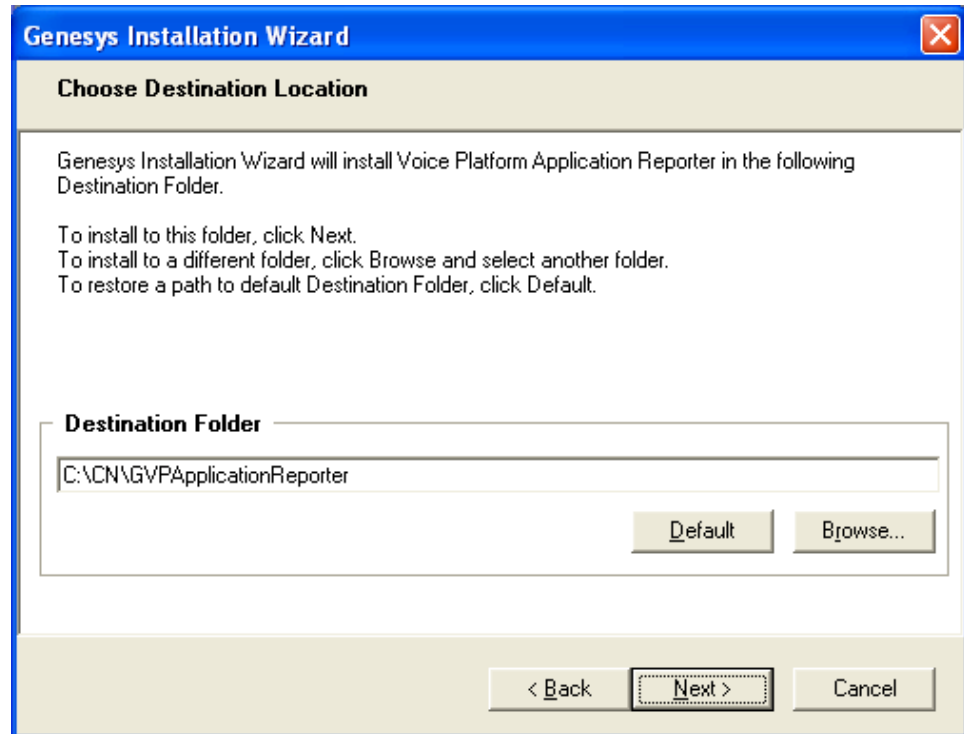 Genesys Installation Wizard
Choose Destination Location
Genesys Installation Wizard will install Voice Platform Application Reporter in the following
Destination Folder.
To install to this folder, click Next.
To install to a different folder, click Browse and select another folder.
To restore a path to default Destination Folder, click Default.
Destination Folder
C:\CN\GVPApplicationReporter
Default
Browse...
< Back
Next >
Cancel